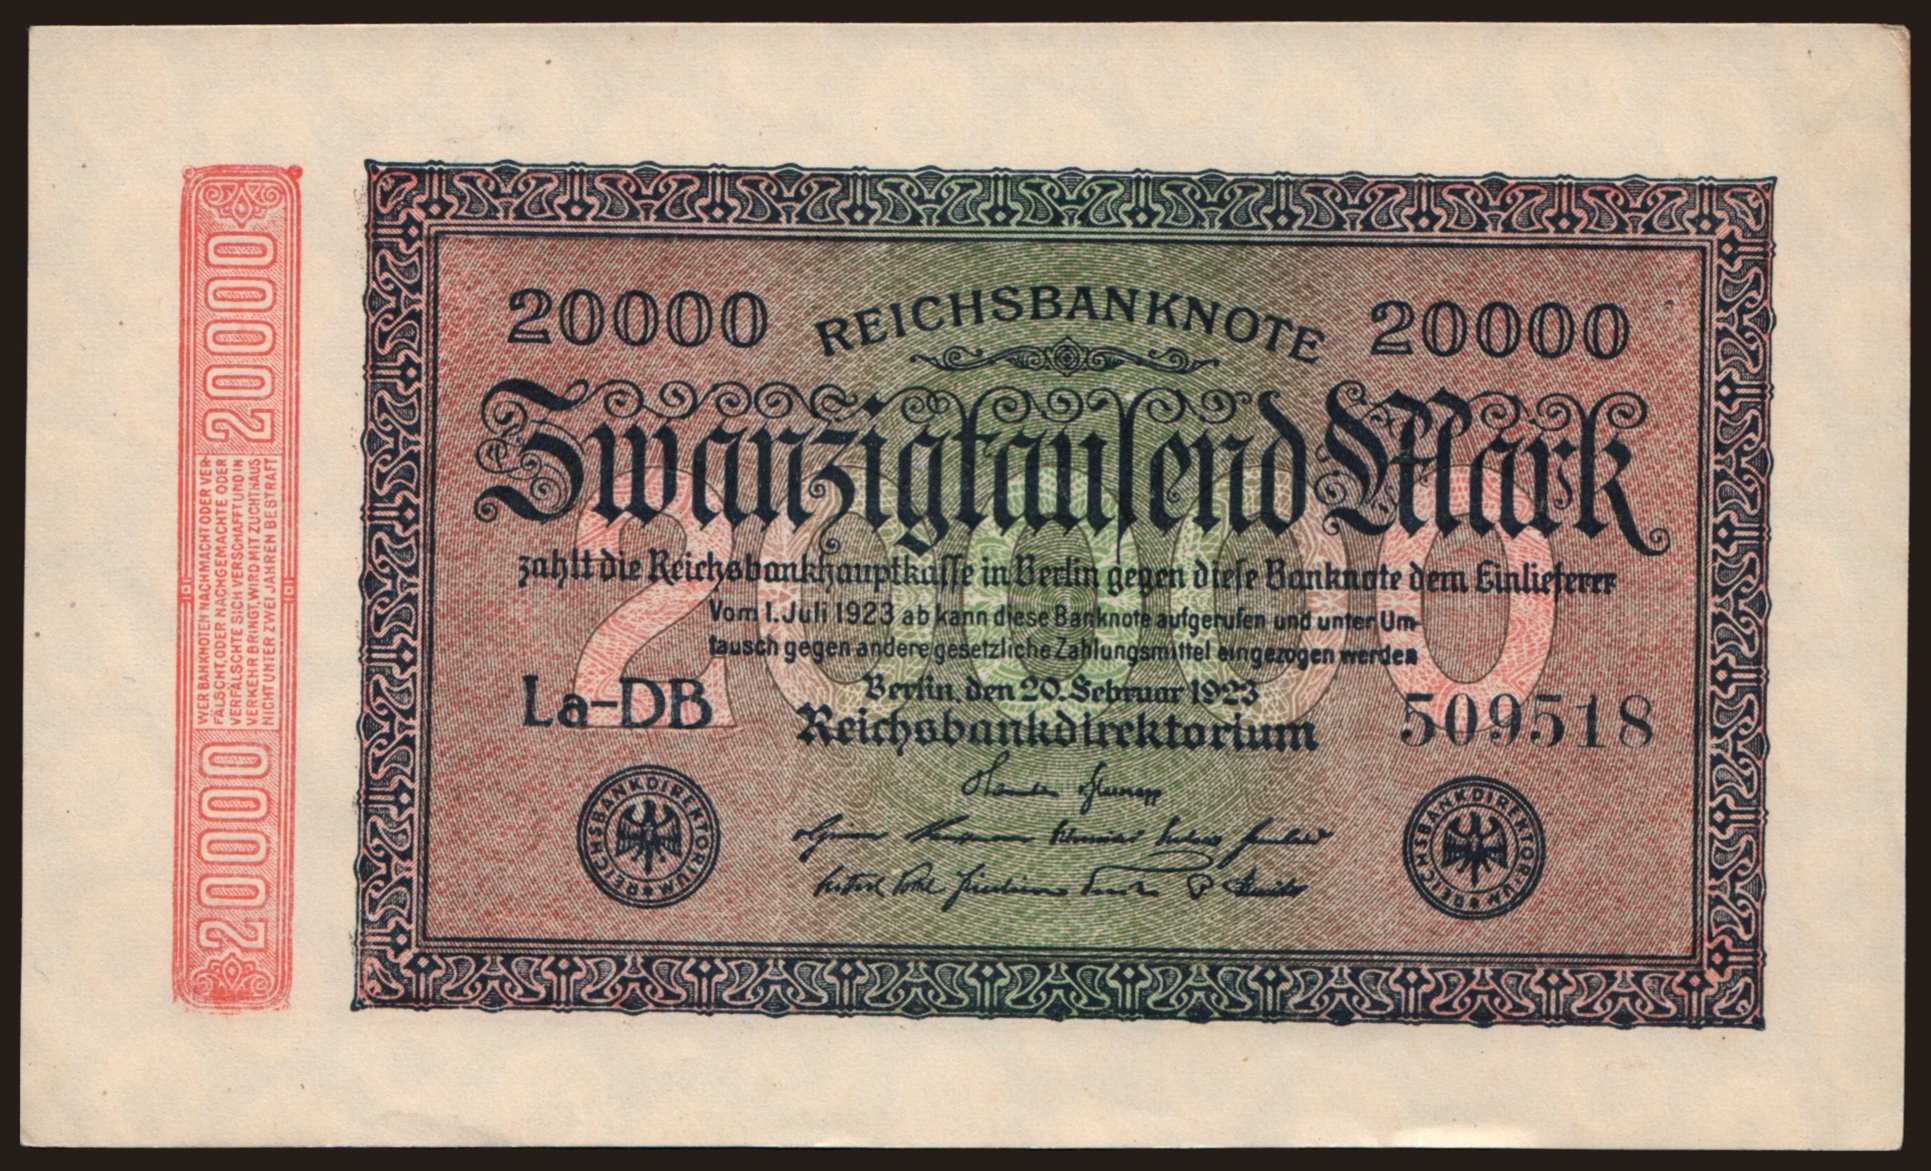 20000
WER BANKNOTEN NACHMACHT ODER VER-
FÄLSCHT, ODER NACHGEMACHTE ODER
VERFÄLSCHTE SICH VERSCHAFFT UND IN
VERKEHR BRINGT, WIRD MIT ZUCHTHAUS
NICHT UNTER ZWEI JAHREN BESTRAFT
20000
20000 REICHSBANKNOTE 20000
Zwanzigtausend Mark
20000
zahlt die Reichsbankhauptkasse in Berlin gegen diese Banknote dem Einlieferer
Vom 1. Juli 1923 ab kann diese Banknote aufgerufen und unter Um-
tausch gegen andere gesetzliche Zahlungsmittel eingezogen werden
Berlin, den 20. Februar 1923
La-DB Reichsbankdirektorium 509518
REICHSBANKDIREKTORIUM
REICHSBANKDIREKTORIUM